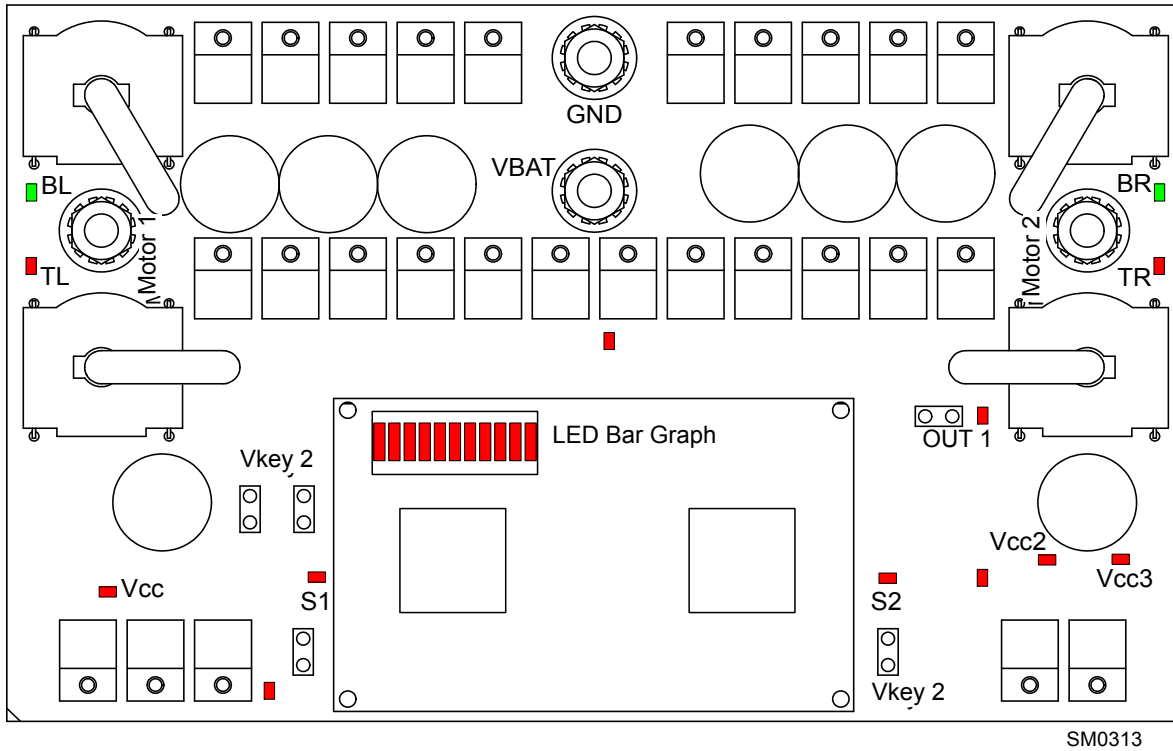 GND
VBAT
BL
BR
Motor 1
Motor 2
TL
TR
LED Bar Graph
OUT 1
Vkey 2
Vcc2
Vcc3
Vcc
S1
S2
Vkey 2
SM0313